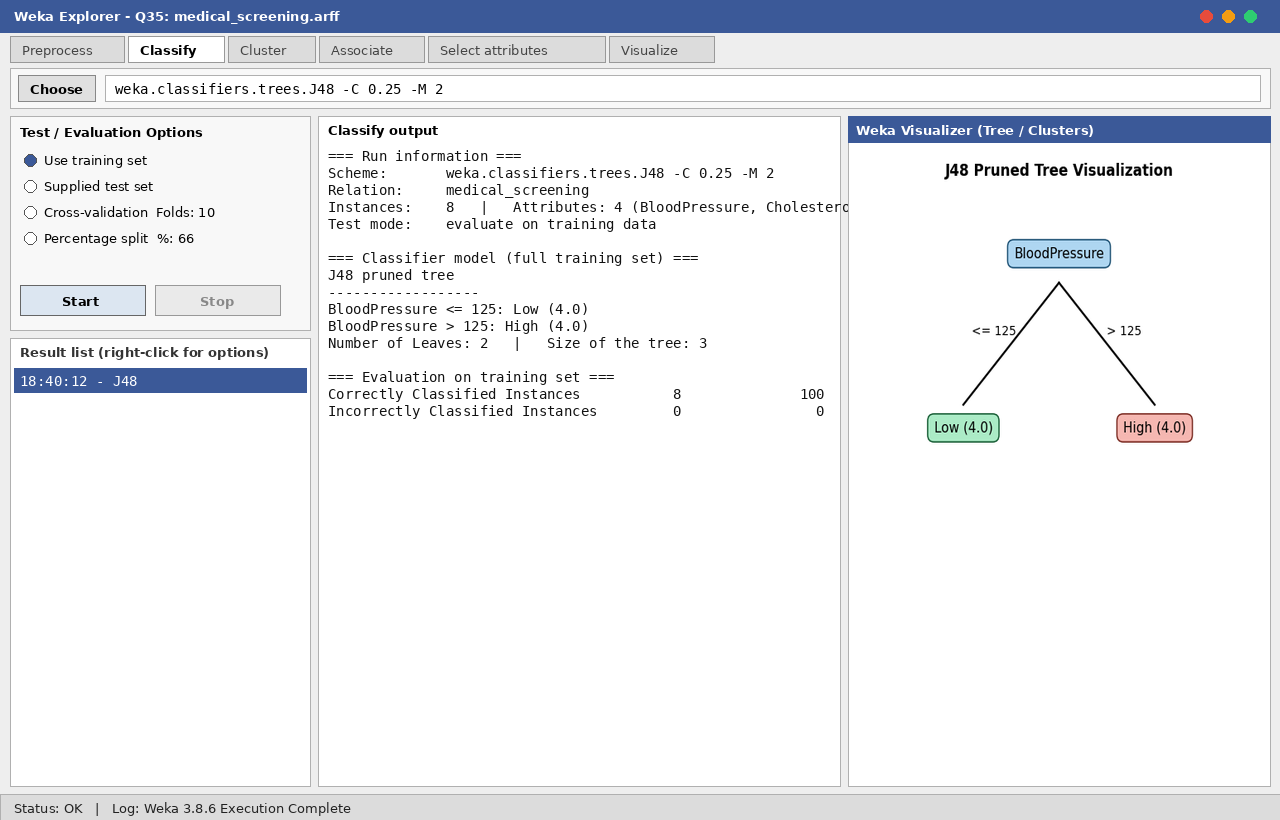 Weka Explorer - Q35: medical_screening.arff
Preprocess
Classify
Cluster
Associate
Select attributes
Visualize
Choose
weka.classifiers.trees.J48 -C 0.25 -M 2
Test / Evaluation Options
Use training set
Supplied test set
Cross-validation  Folds: 10
Percentage split  %: 66
Start
Stop
Result list (right-click for options)
18:40:12 - J48
Classify output
=== Run information ===
Scheme:       weka.classifiers.trees.J48 -C 0.25 -M 2
Relation:     medical_screening
Instances:    8   |   Attributes: 4 (BloodPressure, Cholestero
Test mode:    evaluate on training data
=== Classifier model (full training set) ===
J48 pruned tree
------------------
BloodPressure <= 125: Low (4.0)
BloodPressure > 125: High (4.0)
Number of Leaves: 2   |   Size of the tree: 3
=== Evaluation on training set ===
Correctly Classified Instances           8              100
Incorrectly Classified Instances         0                0
Weka Visualizer (Tree / Clusters)
J48 Pruned Tree Visualization
BloodPressure
<= 125
> 125
Low (4.0)
High (4.0)
Status: OK   |   Log: Weka 3.8.6 Execution Complete